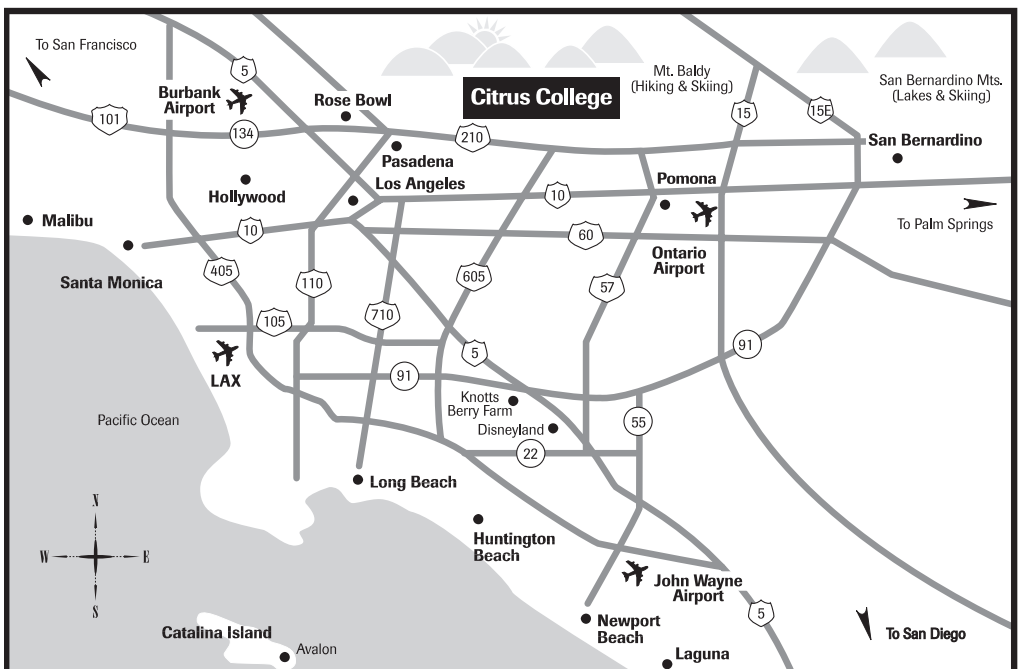 To San Francisco
5
Burbank
Airport
101
134
Rose Bowl
Citrus College
210
Mt. Baldy
(Hiking & Skiing)
San Bernardino Mts.
(Lakes & Skiing)
15
15E
San Bernardino
Pasadena
Hollywood
Los Angeles
Pomona
10
Malibu
10
60
To Palm Springs
Santa Monica
405
110
605
57
Ontario
Airport
105
710
LAX
5
91
91
Knotts
Berry Farm
Disneyland
55
22
Pacific Ocean
Long Beach
N
W
E
S
Huntington
Beach
John Wayne
Airport
5
Newport
Beach
To San Diego
Catalina Island
Avalon
Laguna